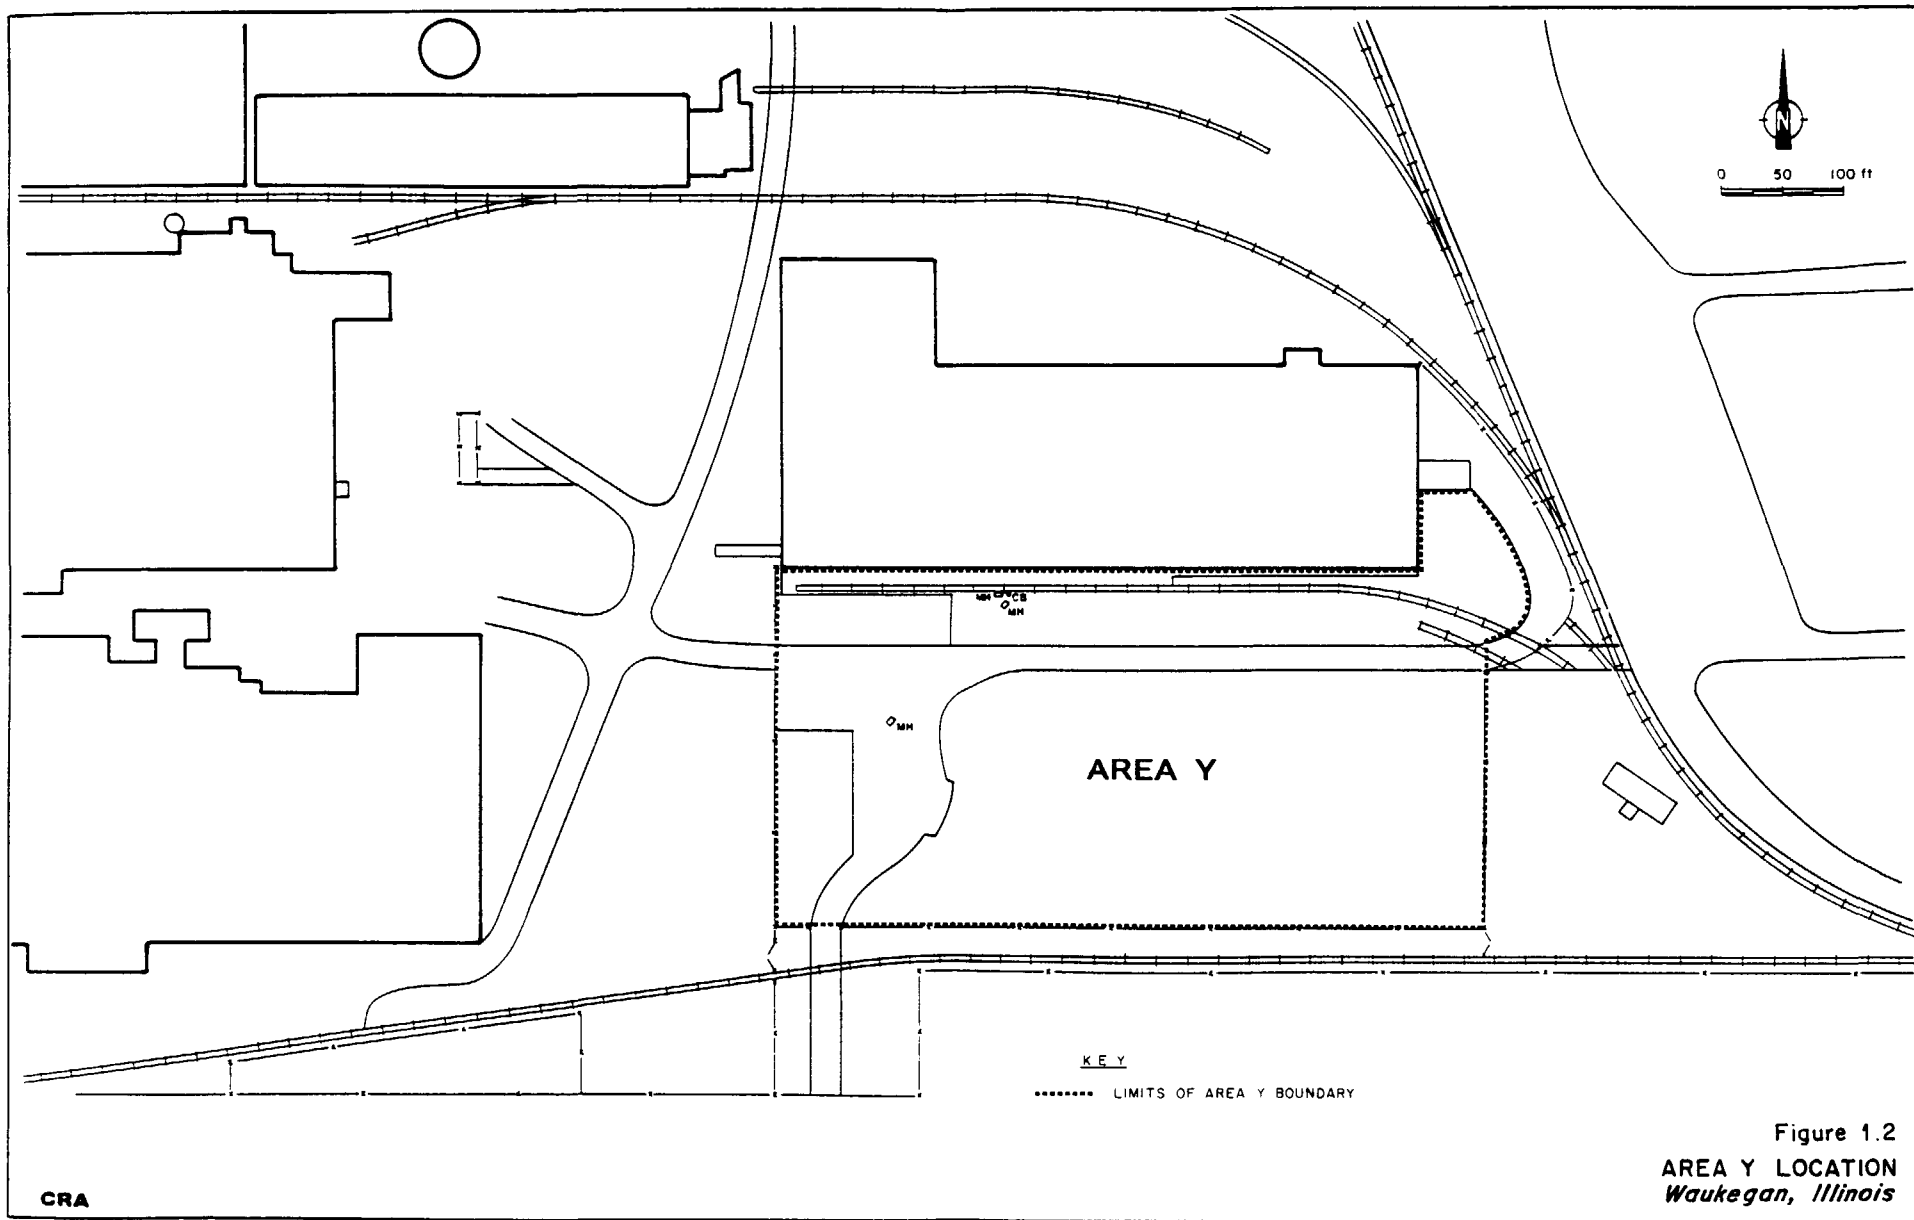 N
0 50 100 ft
MH CB
MH
MH
AREA Y
KEY
LIMITS OF AREA Y BOUNDARY
Figure 1.2
AREA Y LOCATION
Waukegan, Illinois
CRA